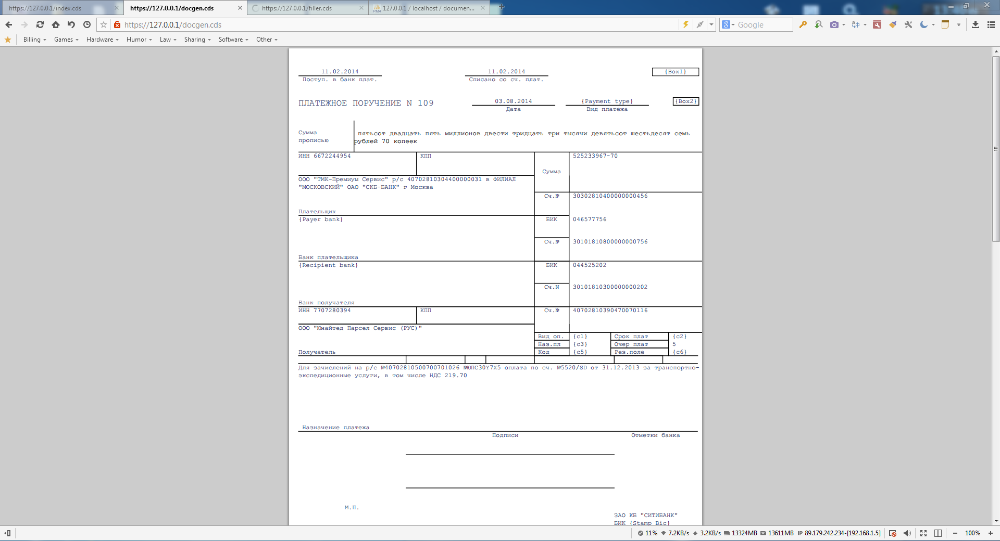 https://127.0.0.1/index.cds
https://127.0.0.1/docgen.cds
https://127.0.0.1/filler.cds
127.0.0.1 / localhost / documen...
https://127.0.0.1/docgen.cds
Google
Billing
Games
Hardware
Humor
Law
Sharing
Software
Other
11.02.2014
11.02.2014
{Box1}
Поступ. в банк плат.
Списано со сч. плат.
ПЛАТЕЖНОЕ ПОРУЧЕНИЕ N 109
03.08.2014
{Payment type}
{Box2}
Дата
Вид платежа
Сумма
прописью
пятьсот двадцать пять миллионов двести тридцать три тысячи девятьсот шестьдесят семь
рублей 70 копеек
ИНН 6672244954
КПП
Сумма
525233967-70
ООО "ТМК-Премиум Сервис" р/с 40702810304400000031 в ФИЛИАЛ
"МОСКОВСКИЙ" ОАО "СКБ-БАНК" г Москва
Сч.№
30302810400000000456
Плательщик
{Payer bank}
БИК
046577756
Сч.№
30101810800000000756
Банк плательщика
{Recipient bank}
БИК
044525202
Сч.N
30101810300000000202
Банк получателя
ИНН 7707280394
КПП
Сч.№
40702810390470070116
ООО "Юнайтед Парсел Сервис (РУС)"
Вид оп.
{c1}
Срок плат
{c2}
Наз.пл
{c3}
Очер плат
5
Получатель
Код
{c5}
Рез.поле
{c6}
Для зачислений на р/с №40702810500700701026 №ЮПС30Y7X5 оплата по сч. №5520/SD от 31.12.2013 за транспортно-
экспедиционные услуги, в том числе НДС 219.70
Назначение платежа
Подписи
Отметки банка
М.П.
ЗАО КБ "СИТИБАНК"
БИК {Stamp Bic}
11%
7.2KB/s
3.2KB/s
13324MB
13611MB
IP 89.179.242.234-[192.168.1.5]
100%